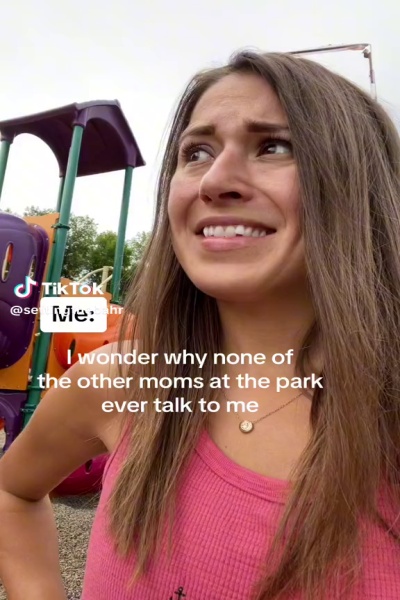 TikTok
Me:
I wonder why none of
the other moms at the park
ever talk to me